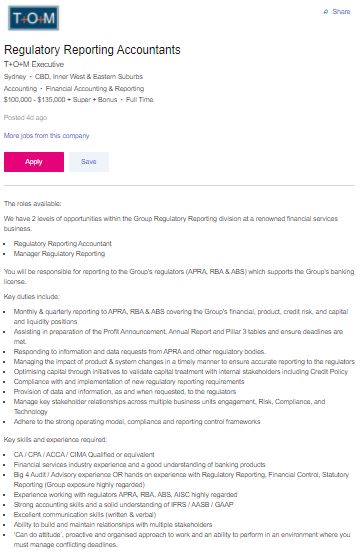 T+O+M
Share
Regulatory Reporting Accountants
T+O+M Executive
Sydney • CBD, Inner West & Eastern Suburbs
Accounting • Financial Accounting & Reporting
$100,000 - $135,000 + Super + Bonus • Full Time
Posted 4d ago
More jobs from this company
Apply
Save
The roles available:
We have 2 levels of opportunities within the Group Regulatory Reporting division at a renowned financial services
business.
• Regulatory Reporting Accountant
• Manager Regulatory Reporting
You will be responsible for reporting to the Group's regulators (APRA, RBA & ABS) which supports the Group's banking
license.
Key duties include:
• Monthly & quarterly reporting to APRA, RBA & ABS covering the Group's financial, product, credit risk, and capital
and liquidity positions
• Assisting in preparation of the Profit Announcement, Annual Report and Pillar 3 tables and ensure deadlines are
met.
• Responding to information and data requests from APRA and other regulatory bodies.
• Managing the impact of product & system changes in a timely manner to ensure accurate reporting to the regulators
• Optimising capital through initiatives to validate capital treatment with internal stakeholders including Credit Policy
• Compliance with and implementation of new regulatory reporting requirements
• Provision of data and information, as and when requested, to the regulators
• Manage key stakeholder relationships across multiple business units engagement, Risk, Compliance, and
Technology
• Adhere to the strong operating model, compliance and reporting control frameworks
Key skills and experience required:
• CA / CPA / ACCA / CIMA Qualified or equivalent
• Financial services industry experience and a good understanding of banking products
• Big 4 Audit / Advisory experience OR hands on experience with Regulatory Reporting, Financial Control, Statutory
Reporting (Group exposure highly regarded)
• Experience working with regulators APRA, RBA, ABS, AISC highly regarded
• Strong accounting skills and a solid understanding of IFRS / AASB / GAAP
• Excellent communication skills (written & verbal)
• Ability to build and maintain relationships with multiple stakeholders
• 'Can do attitude', proactive and organised approach to work and an ability to perform in an environment where you
must manage conflicting deadlines.